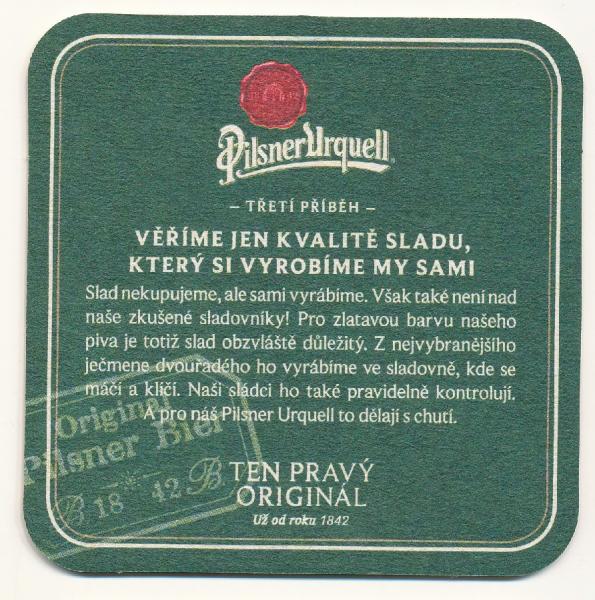 Pilsner Urquell
– TŘETÍ PŘÍBĚH –
VĚŘÍME JEN KVALITĚ SLADU,
KTERÝ SI VYROBÍME MY SAMI
Slad nekupujeme, ale sami vyrábíme. Však také není nad
naše zkušené sladovníky! Pro zlatavou barvu našeho
piva je totiž slad obzvláště důležitý. Z nejvybranějšího
ječmene dvouřadého ho vyrábíme ve sladovně, kde se
máčí a klíčí. Naši sládci ho také pravidelně kontrolují.
A pro náš Pilsner Urquell to dělají s chutí.
Original
Pilsner Bier
B 18 42 B
TEN PRAVÝ
ORIGINÁL
Už od roku 1842